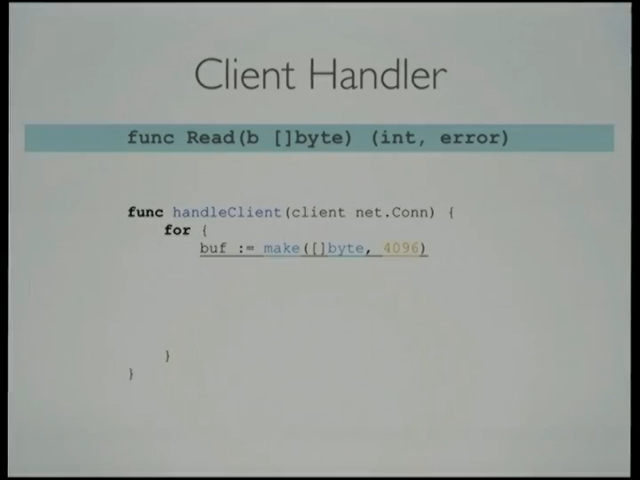 Client Handler
func Read(b []byte) (int, error)
func handleClient(client net.Conn) {
for {
buf := make([]byte, 4096)
}
}